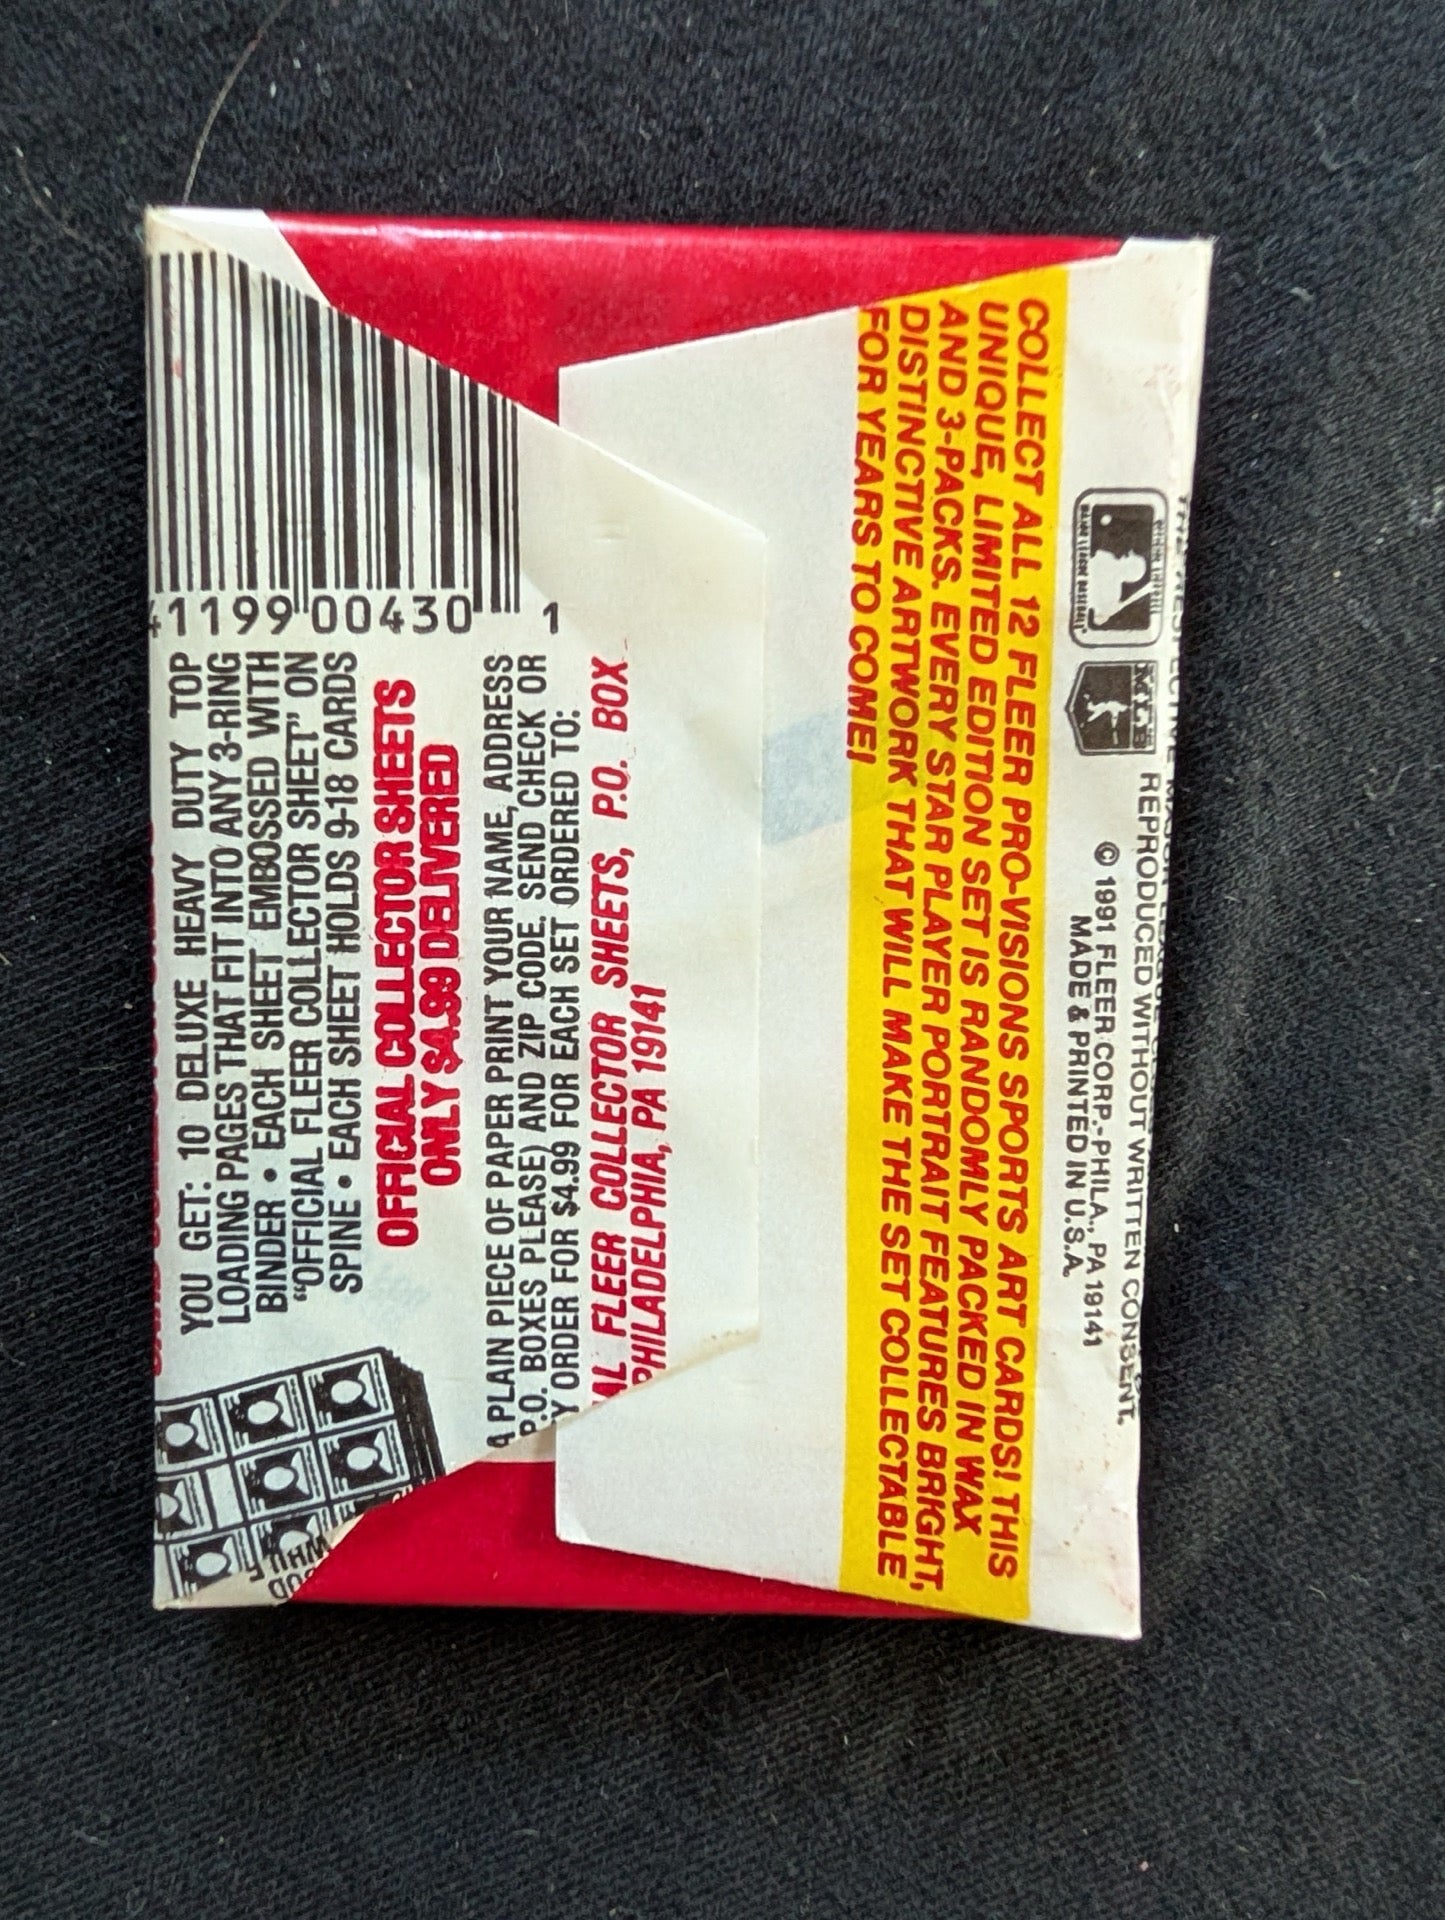 41199 00430 1
YOU GET: 10 DELUXE HEAVY DUTY TOP
LOADING PAGES THAT FIT INTO ANY 3-RING
BINDER • EACH SHEET EMBOSSED WITH
"OFFICIAL FLEER COLLECTOR SHEET" ON
SPINE • EACH SHEET HOLDS 9-18 CARDS
OFFICIAL COLLECTOR SHEETS
ONLY $4.99 DELIVERED
A PLAIN PIECE OF PAPER PRINT YOUR NAME, ADDRESS
P.O. BOXES PLEASE) AND ZIP CODE. SEND CHECK OR
Y ORDER FOR $4.99 FOR EACH SET ORDERED TO:
AL FLEER COLLECTOR SHEETS, P.O. BOX
PHILADELPHIA, PA 19141
COLLECT ALL 12 FLEER PRO-VISIONS SPORTS ART CARDS! THIS
UNIQUE, LIMITED EDITION SET IS RANDOMLY PACKED IN WAX
AND 3-PACKS. EVERY STAR PLAYER PORTRAIT FEATURES BRIGHT,
DISTINCTIVE ARTWORK THAT WILL MAKE THE SET COLLECTABLE
FOR YEARS TO COME!
REPRODUCED WITHOUT WRITTEN CONSENT.
© 1991 FLEER CORP.-PHILA., PA 19141
MADE & PRINTED IN U.S.A.